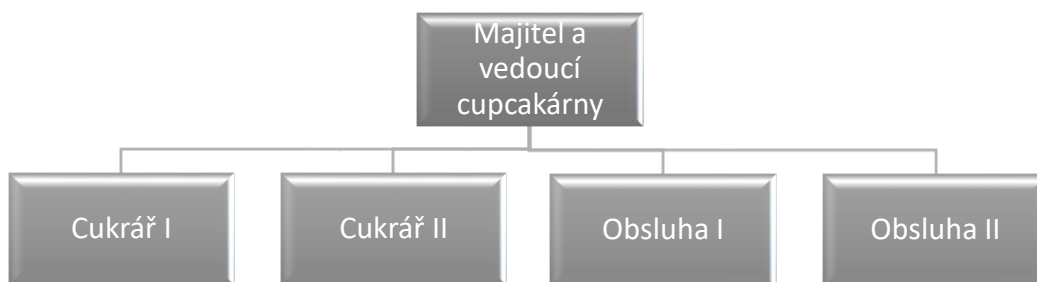 Majitel a
vedoucí
cupcakárny
Cukrář I
Cukrář II
Obsluha I
Obsluha II